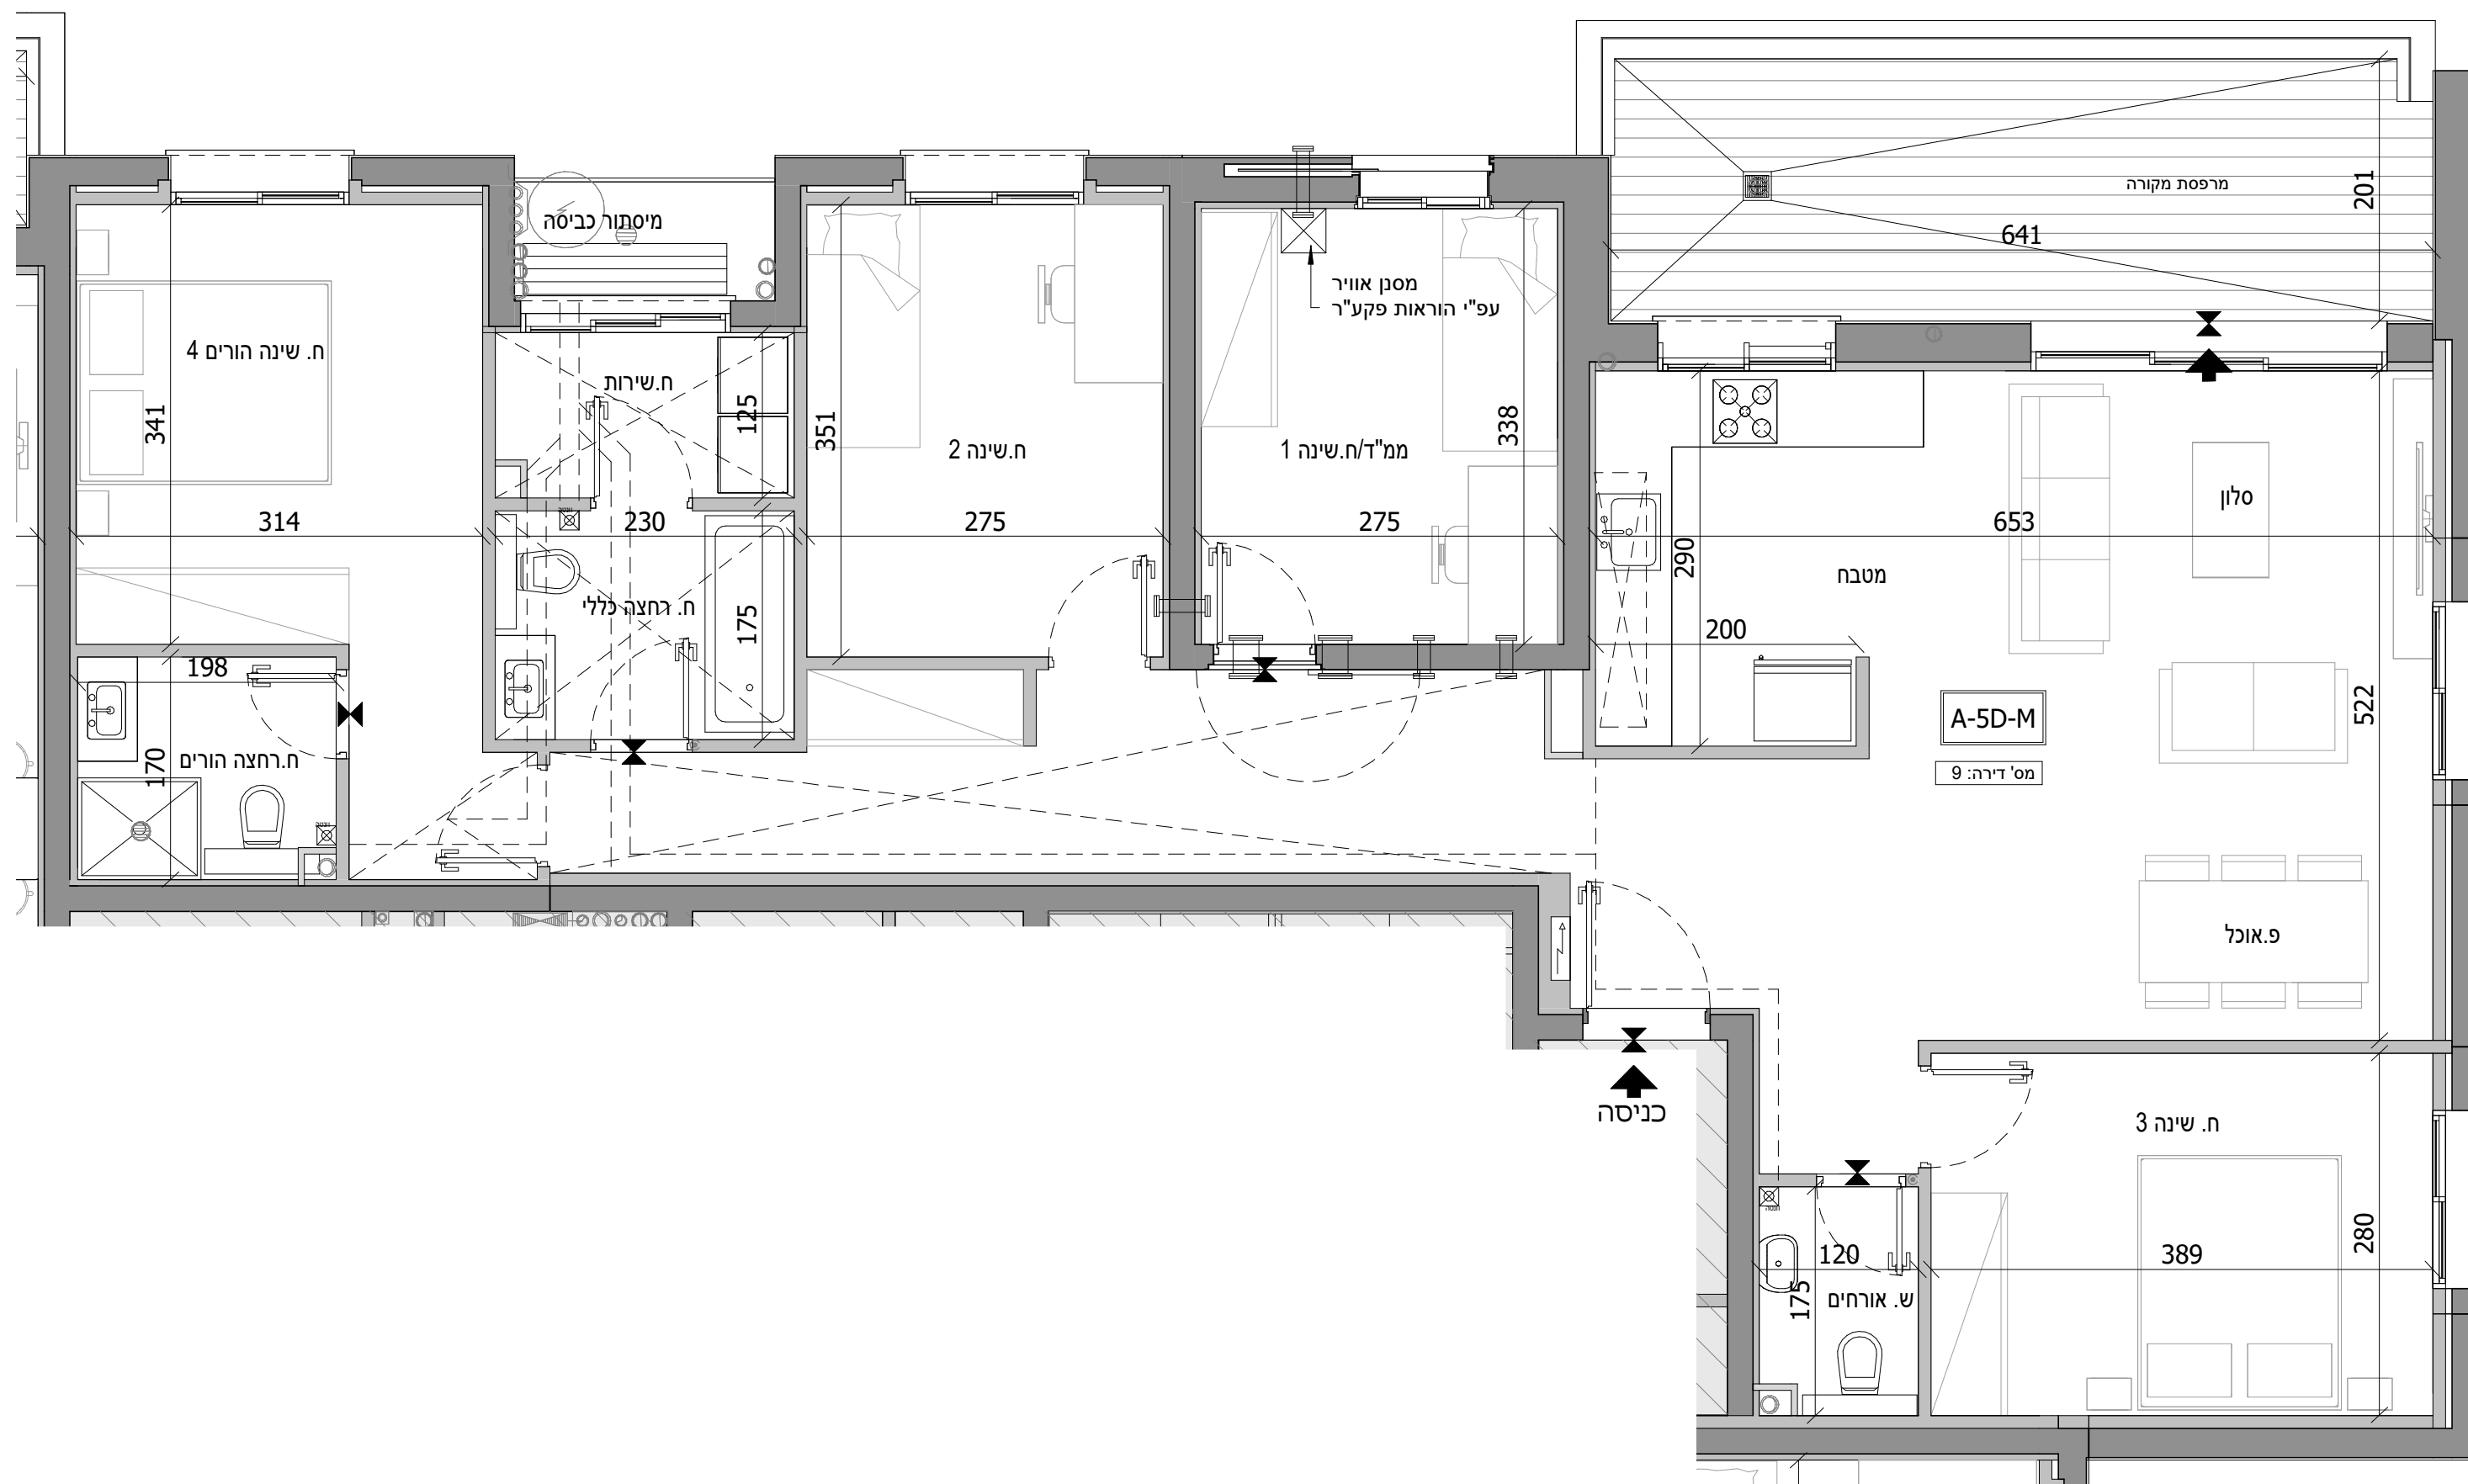 מרפסת מקורה
201
641
מיסתור כביסה
מסנן אוויר
עפ"י הוראות פקע"ר
ח. שינה הורים 4
341
314
ח.שירות
125
230
ח. רחצה כללי
175
351
ח.שינה 2
275
ממ"ד/ח.שינה 1
338
275
סלון
653
290
מטבח
200
522
A-5D-M
מס' דירה: 9
198
170
ח.רחצה הורים
פ.אוכל
כניסה
ח. שינה 3
280
389
120
175
ש. אורחים